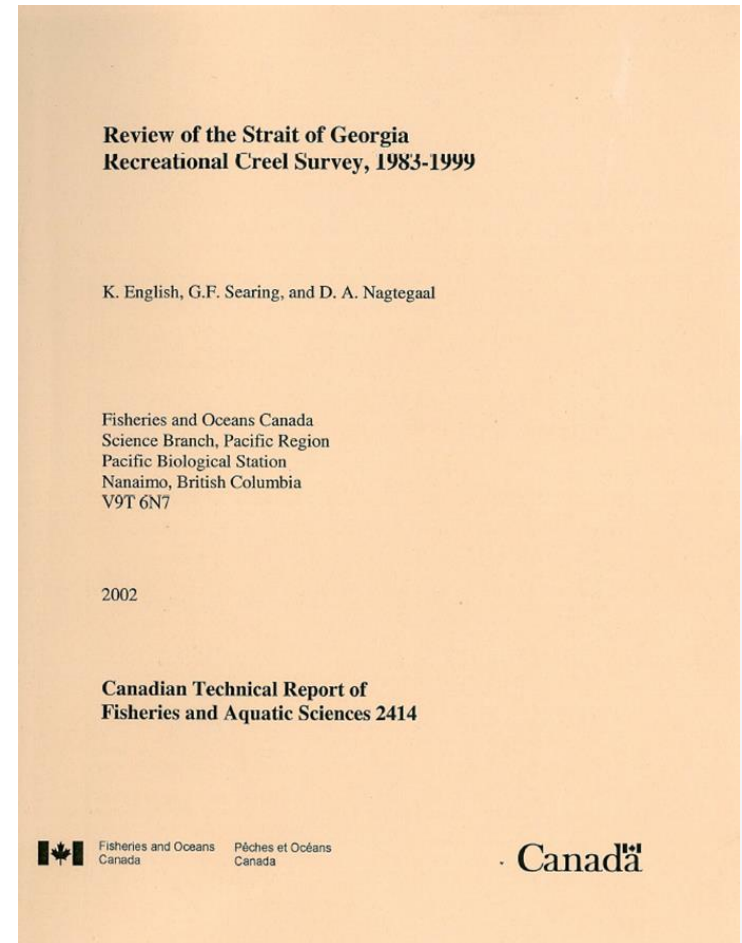 Review of the Strait of Georgia
Recreational Creel Survey, 1983-1999
K. English, G.F. Searing, and D. A. Nagtegaal
Fisheries and Oceans Canada
Science Branch, Pacific Region
Pacific Biological Station
Nanaimo, British Columbia
V9T 6N7
2002
Canadian Technical Report of
Fisheries and Aquatic Sciences 2414
Fisheries and Oceans
Canada
Pêches et Océans
Canada
Canada